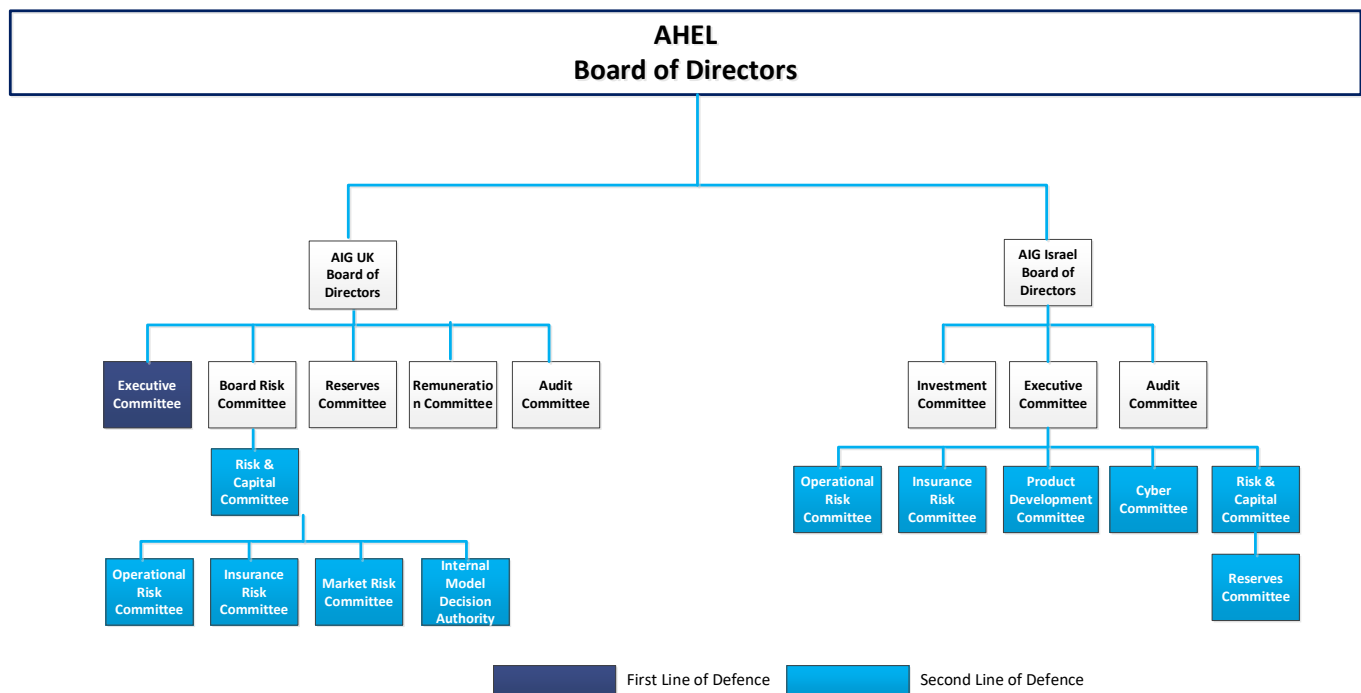 AHEL
Board of Directors
AIG UK
Board of
Directors
AIG Israel
Board of
Directors
Executive
Committee
Board Risk
Committee
Reserves
Committee
Remuneratio
n Committee
Audit
Committee
Investment
Committee
Executive
Committee
Audit
Committee
Risk &
Capital
Committee
Operational
Risk
Committee
Insurance
Risk
Committee
Product
Development
Committee
Cyber
Committee
Risk &
Capital
Committee
Operational
Risk
Committee
Insurance
Risk
Committee
Market Risk
Committee
Internal
Model
Decision
Authority
Reserves
Committee
First Line of Defence
Second Line of Defence